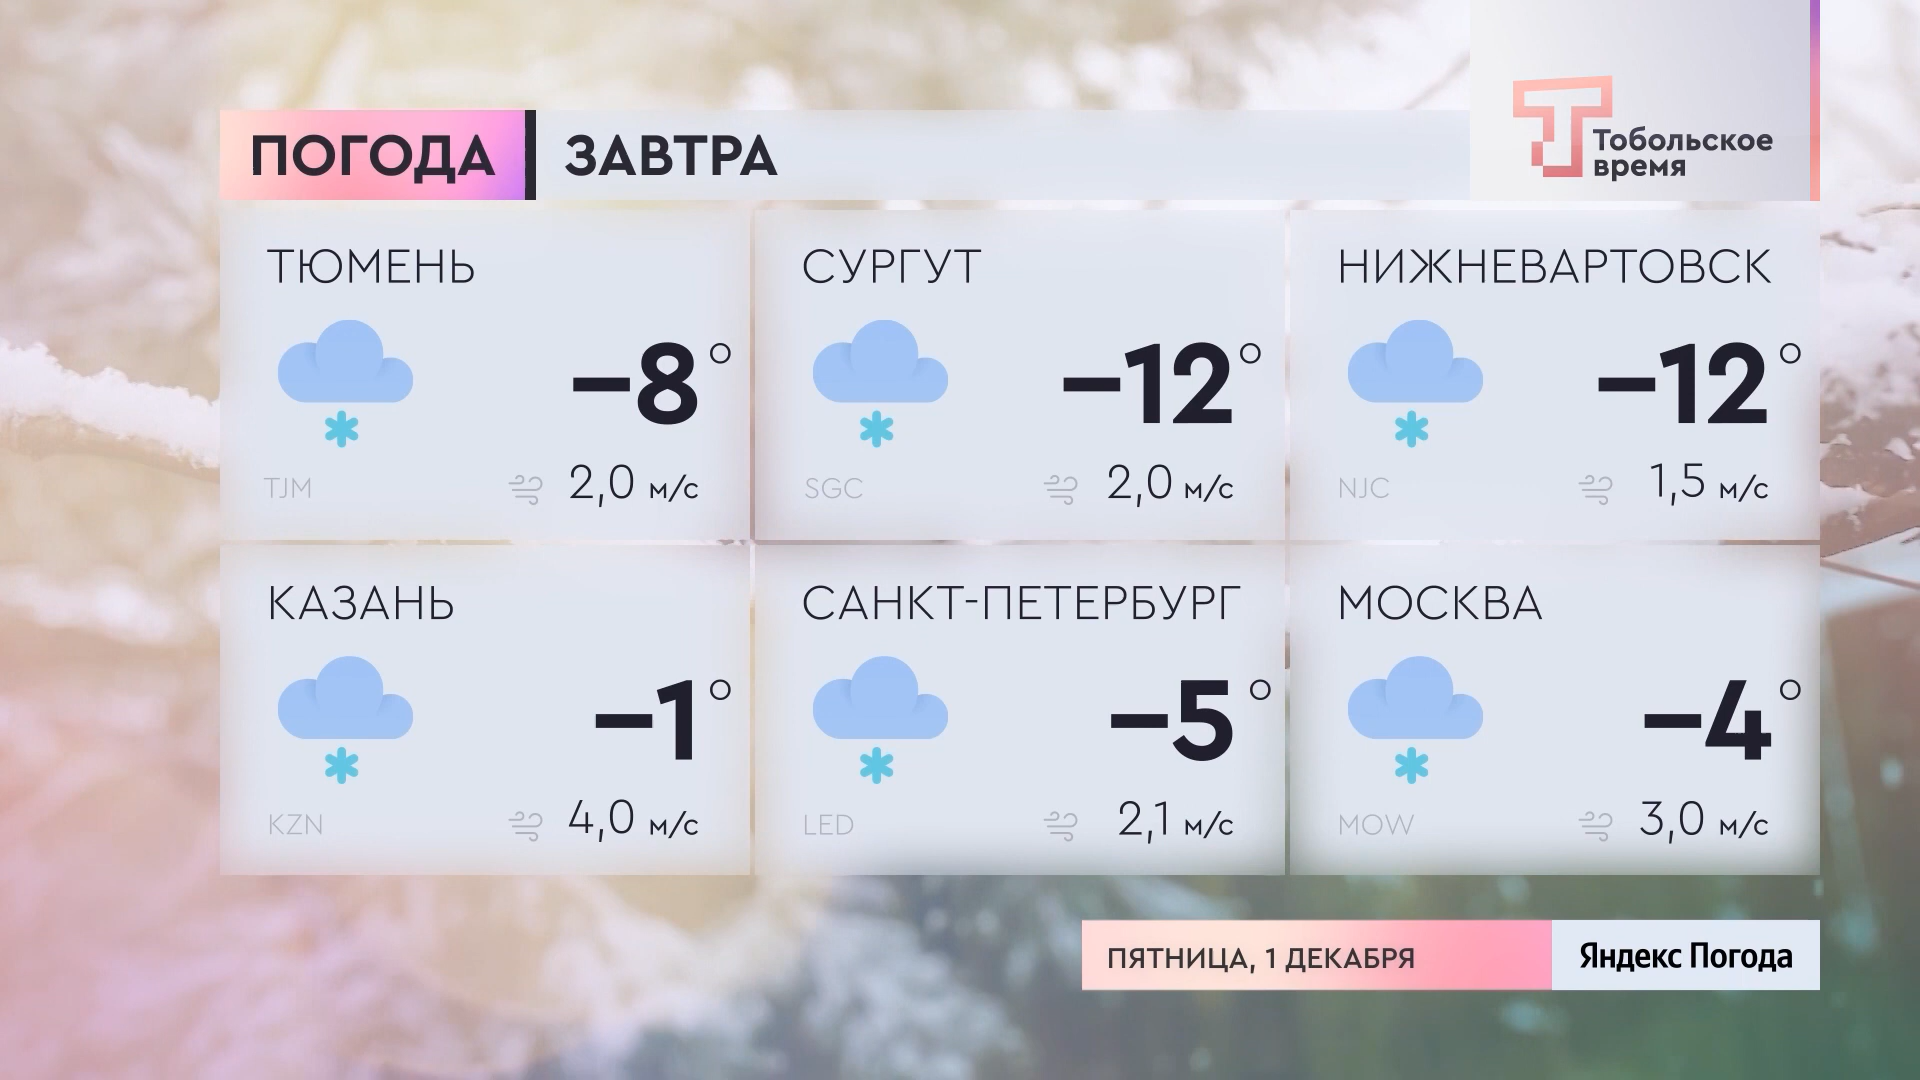 ПОГОДА ЗАВТРА
Тобольское
время
ТЮМЕНЬ
−8°
TJM 2,0 м/с
СУРГУТ
−12°
SGC 2,0 м/с
НИЖНЕВАРТОВСК
−12°
NJC 1,5 м/с
КАЗАНЬ
−1°
KZN 4,0 м/с
САНКТ-ПЕТЕРБУРГ
−5°
LED 2,1 м/с
МОСКВА
−4°
MOW 3,0 м/с
ПЯТНИЦА, 1 ДЕКАБРЯ Яндекс Погода